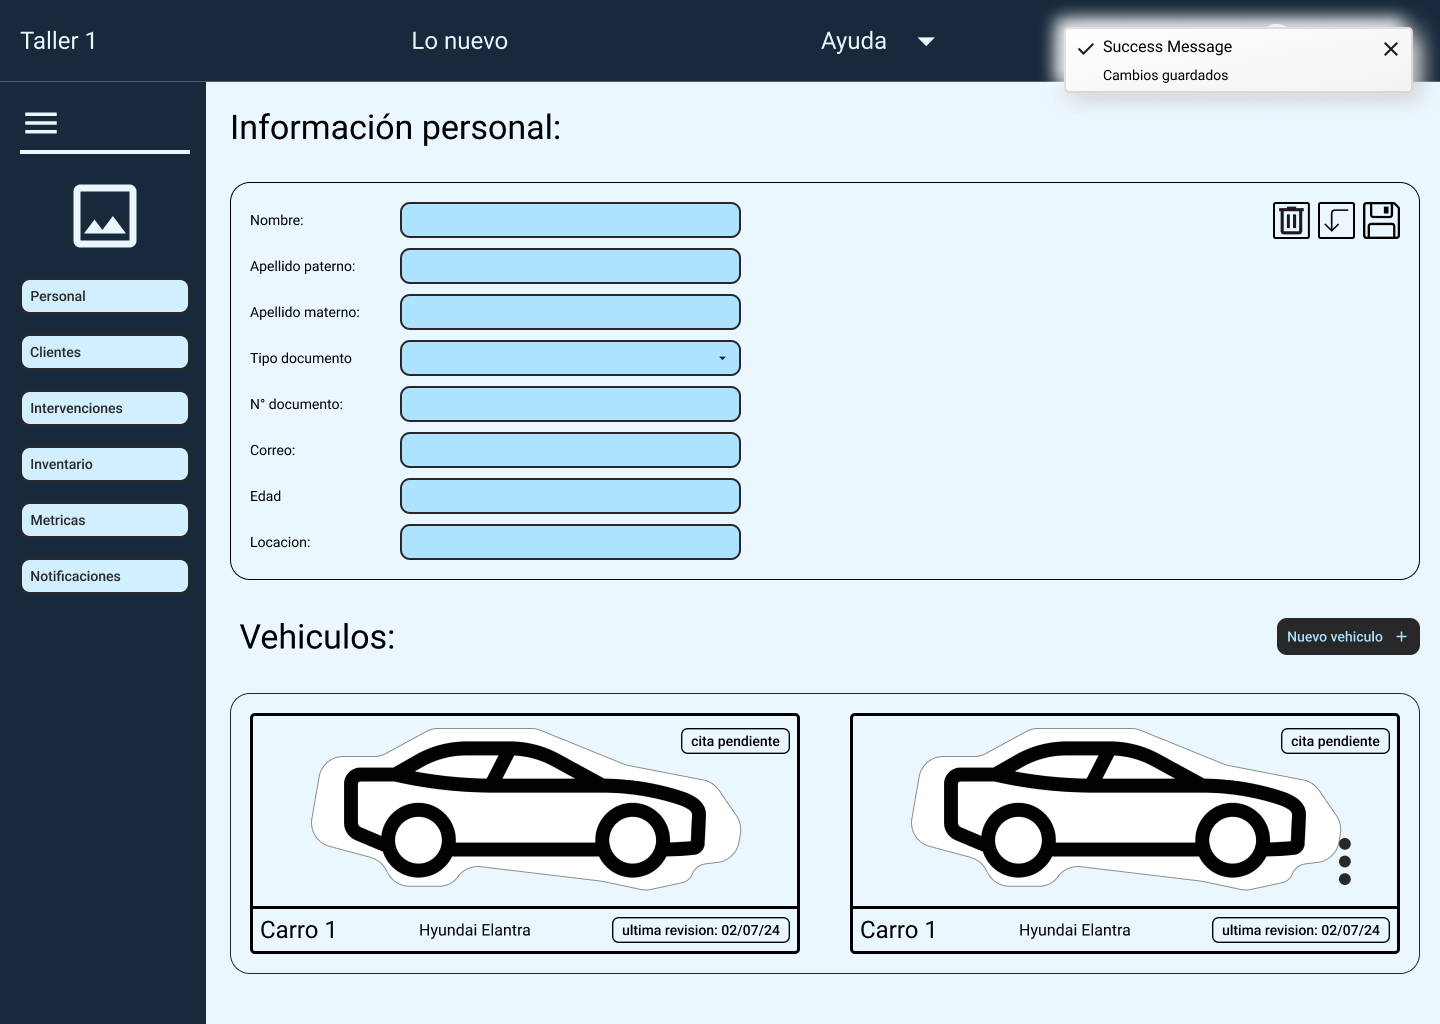 Taller 1
Lo nuevo
Ayuda
Success Message
Cambios guardados
Personal
Clientes
Intervenciones
Inventario
Metricas
Notificaciones
Información personal:
Nombre:
Apellido paterno:
Apellido materno:
Tipo documento
N° documento:
Correo:
Edad
Locacion:
Vehiculos:
Nuevo vehiculo +
cita pendiente
Carro 1
Hyundai Elantra
ultima revision: 02/07/24
cita pendiente
Carro 1
Hyundai Elantra
ultima revision: 02/07/24